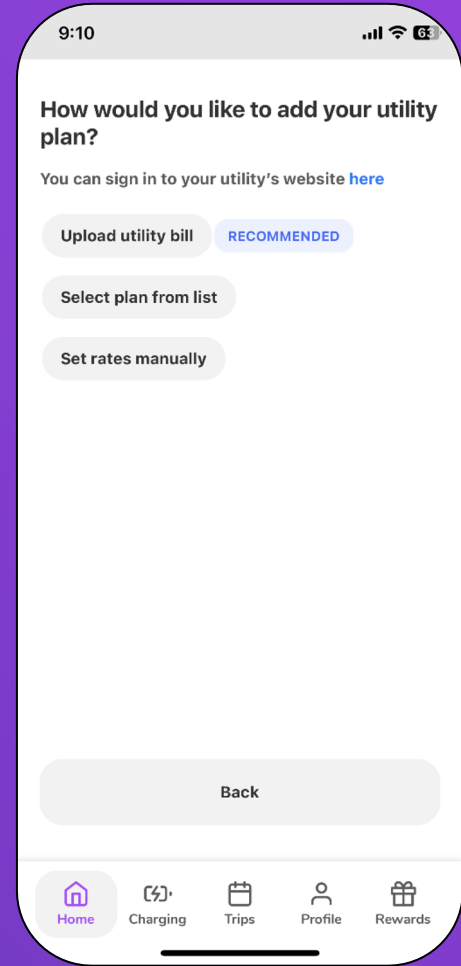 9:10
63
How would you like to add your utility
plan?
You can sign in to your utility's website here
Upload utility bill RECOMMENDED
Select plan from list
Set rates manually
Back
Home Charging Trips Profile Rewards